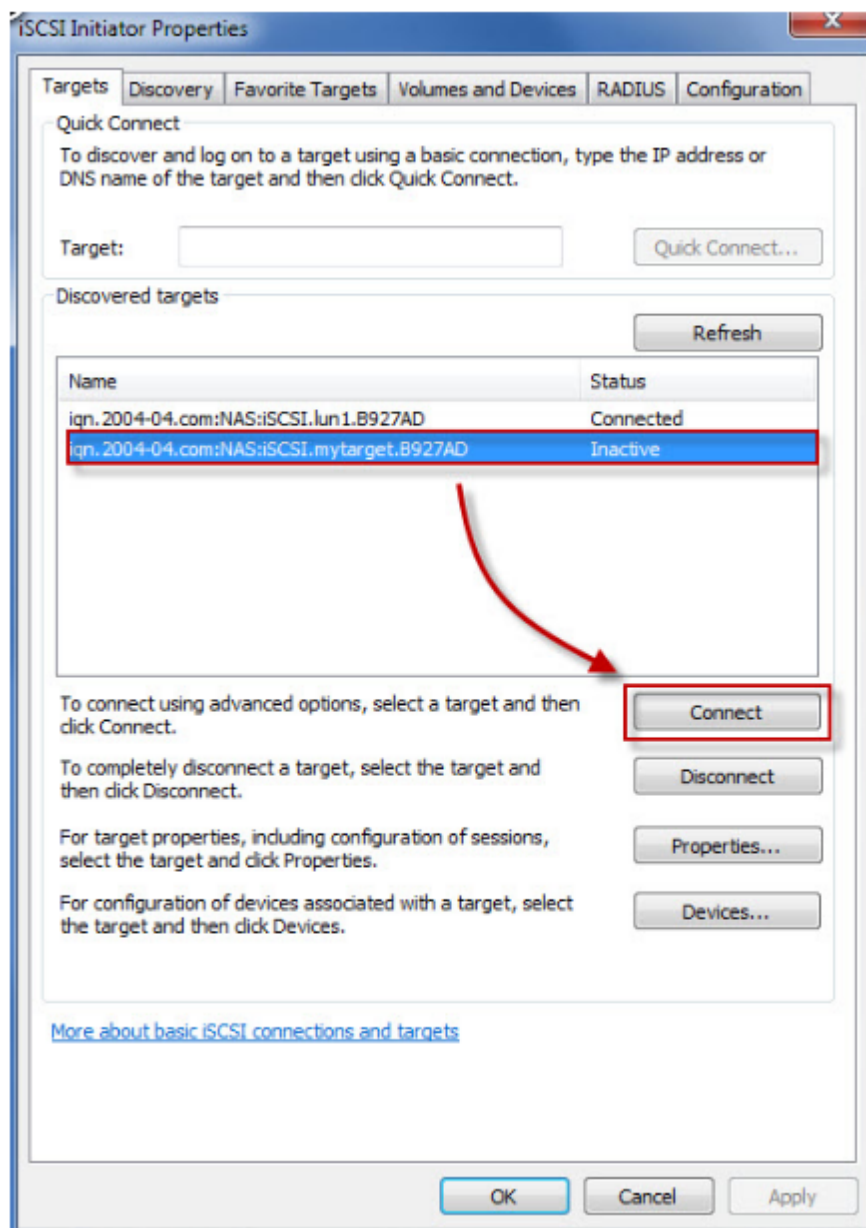 iSCSI Initiator Properties
Targets Discovery Favorite Targets Volumes and Devices RADIUS Configuration
Quick Connect
To discover and log on to a target using a basic connection, type the IP address or
DNS name of the target and then click Quick Connect.
Target:
Quick Connect...
Discovered targets
Refresh
Name Status
iqn.2004-04.com:NAS:iSCSI.lun1.B927AD Connected
iqn.2004-04.com:NAS:iSCSI.mytarget.B927AD Inactive
To connect using advanced options, select a target and then
click Connect.
Connect
To completely disconnect a target, select the target and
then click Disconnect.
Disconnect
For target properties, including configuration of sessions,
select the target and click Properties.
Properties...
For configuration of devices associated with a target, select
the target and then click Devices.
Devices...
More about basic iSCSI connections and targets
OK Cancel Apply